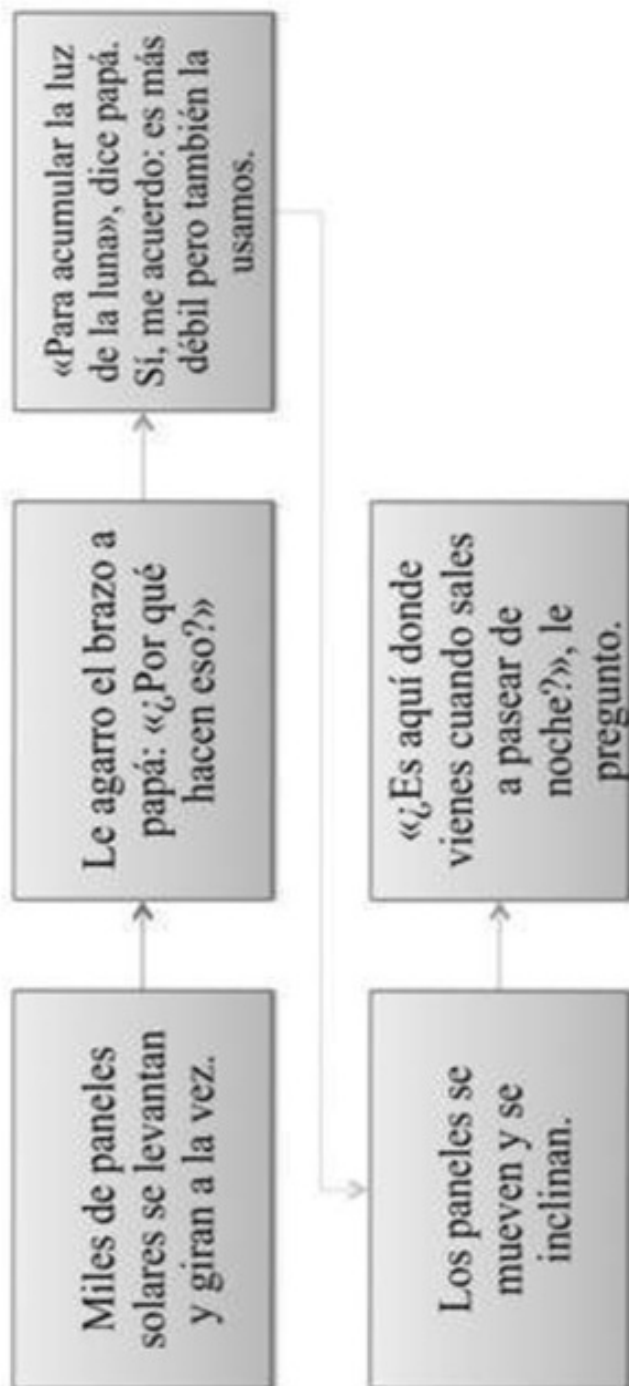 Miles de paneles
solares se levantan
y giran a la vez.
Le agarro el brazo a
papá: «¿Por qué
hacen eso?»
«Para acumular la luz
de la luna», dice papá.
Sí, me acuerdo: es más
débil pero también la
usamos.
Los paneles se
mueven y se
inclinan.
«¿Es aquí donde
vienes cuando sales
a pasear de
noche?», le
pregunto.